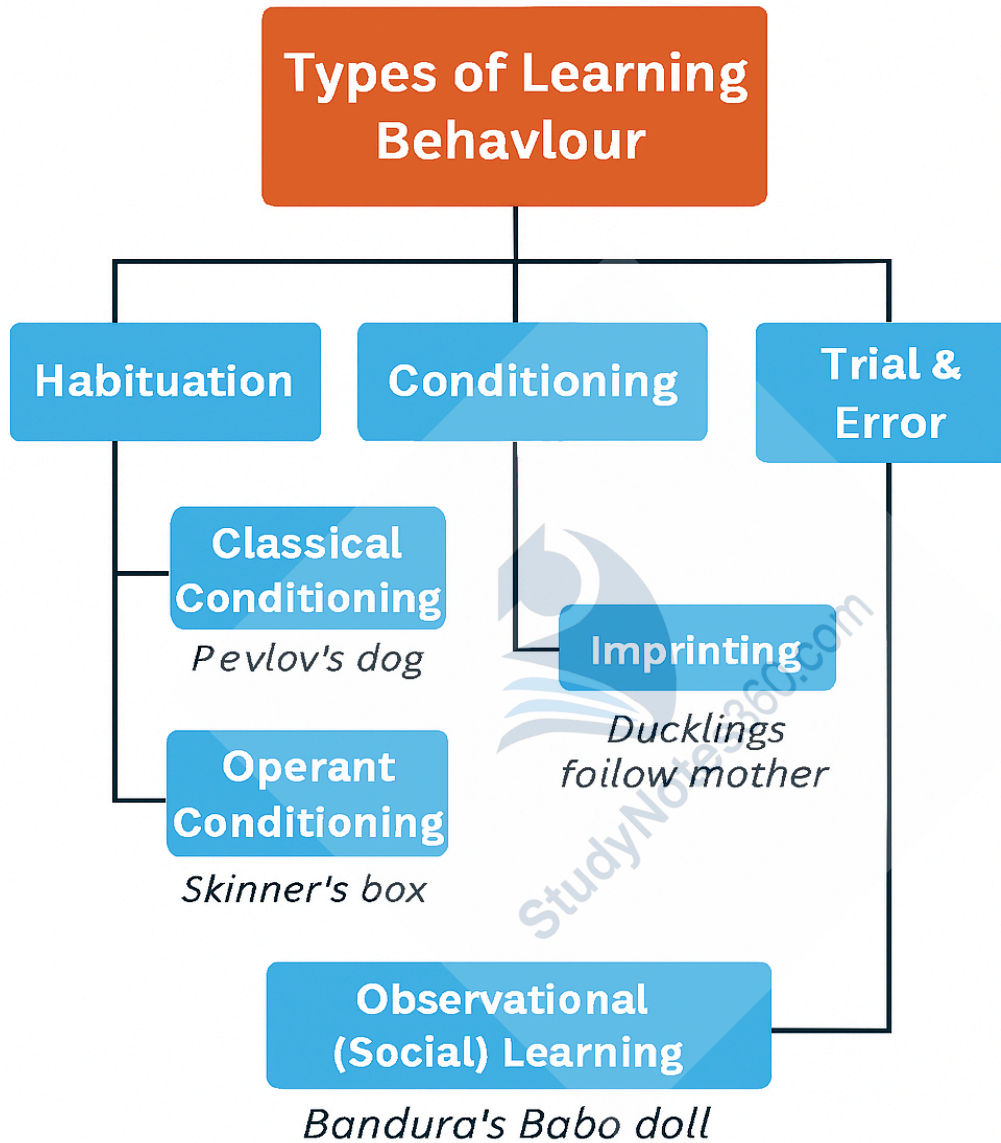 Types of Learning
Behavlour
Habituation
Conditioning
Trial &
Error
Classical
Conditioning
Pevlov's dog
Imprinting
Ducklings
foilow mother
Operant
Conditioning
Skinner's box
StudyNotes360.com
Observational
(Social) Learning
Bandura's Babo doll